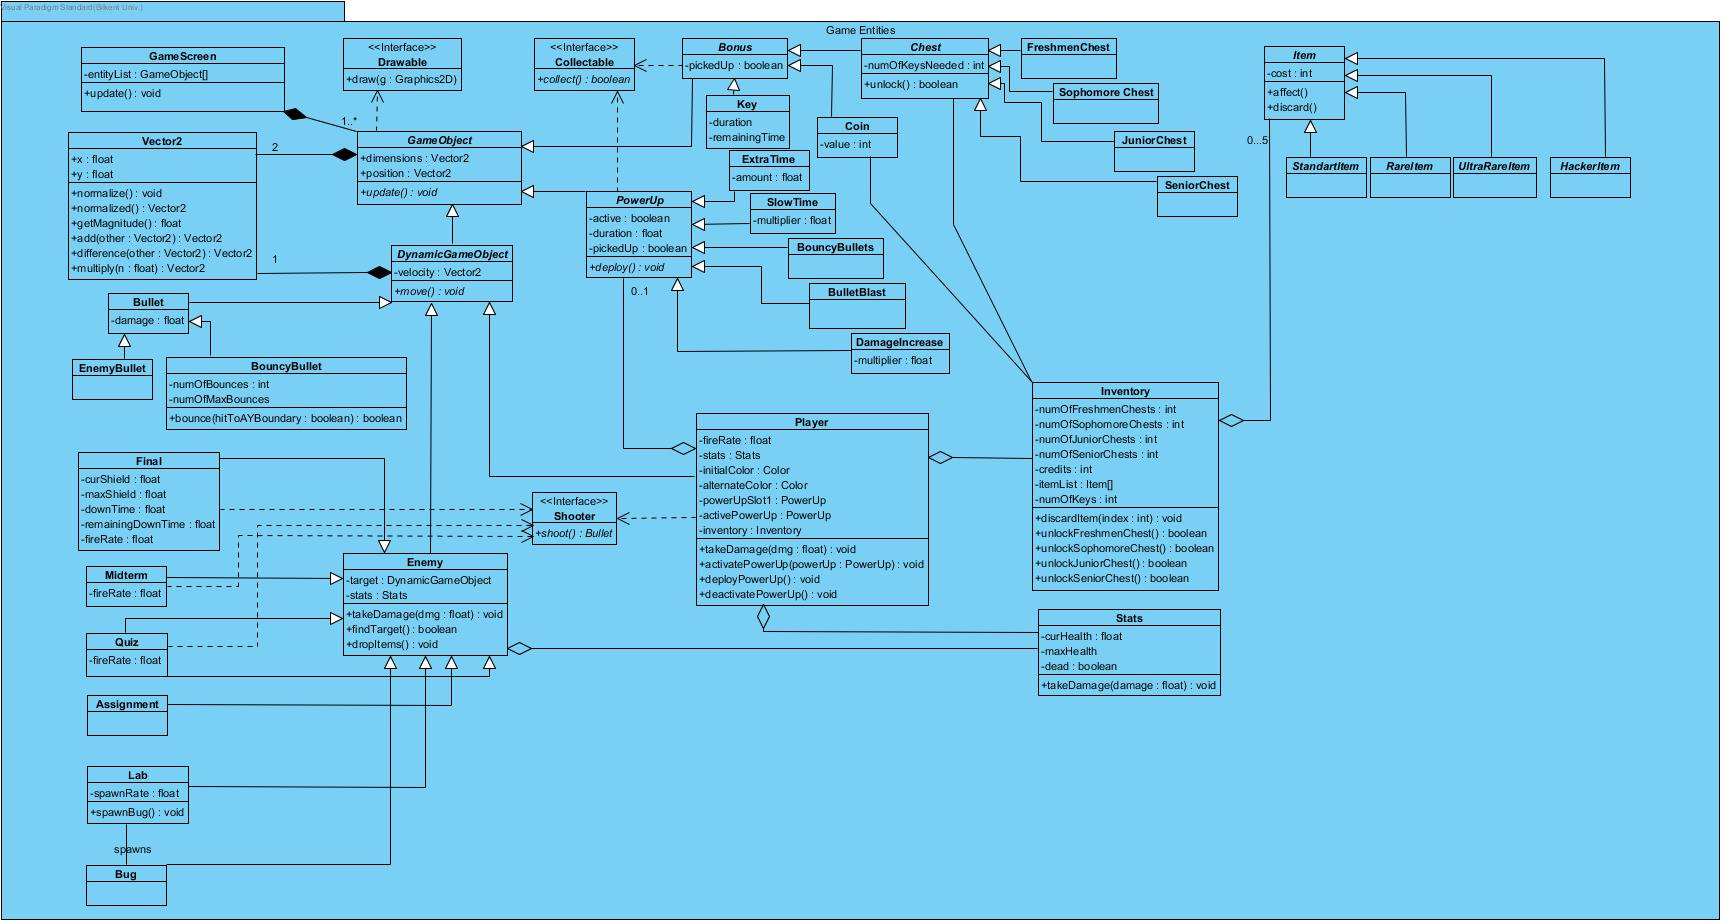 Visual Paradigm Standard(Bilkent Univ.)
Game Entities
GameScreen
-entityList : GameObject[]
+update() : void
<<Interface>>
Drawable
+draw(g : Graphics2D)
<<Interface>>
Collectable
+collect() : boolean
Bonus
-pickedUp : boolean
Chest
-numOfKeysNeeded : int
+unlock() : boolean
FreshmenChest
Sophomore Chest
JuniorChest
SeniorChest
Item
-cost : int
+affect()
+discard()
0...5
StandartItem
RareItem
UltraRareItem
HackerItem
Key
-duration
-remainingTime
Coin
-value : int
1..*
Vector2
+x : float
+y : float
+normalize() : void
+normalized() : Vector2
+getMagnitude() : float
+add(other : Vector2) : Vector2
+difference(other : Vector2) : Vector2
+multiply(n : float) : Vector2
2
1
GameObject
+dimensions : Vector2
+position : Vector2
+update() : void
ExtraTime
-amount : float
SlowTime
-multiplier : float
BouncyBullets
BulletBlast
DamageIncrease
-multiplier : float
PowerUp
-active : boolean
-duration : float
-pickedUp : boolean
+deploy() : void
0..1
DynamicGameObject
-velocity : Vector2
+move() : void
Bullet
-damage : float
EnemyBullet
BouncyBullet
-numOfBounces : int
-numOfMaxBounces
+bounce(hitToAYBoundary : boolean) : boolean
Player
-fireRate : float
-stats : Stats
-initialColor : Color
-alternateColor : Color
-powerUpSlot1 : PowerUp
-activePowerUp : PowerUp
-inventory : Inventory
+takeDamage(dmg : float) : void
+activatePowerUp(powerUp : PowerUp) : void
+deployPowerUp() : void
+deactivatePowerUp() : void
Inventory
-numOfFreshmenChests : int
-numOfSophomoreChests : int
-numOfJuniorChests : int
-numOfSeniorChests : int
-credits : int
-itemList : Item[]
-numOfKeys : int
+discardItem(index : int) : void
+unlockFreshmenChest() : boolean
+unlockSophomoreChest() : boolean
+unlockJuniorChest() : boolean
+unlockSeniorChest() : boolean
Final
-curShield : float
-maxShield : float
-downTime : float
-remainingDownTime : float
-fireRate : float
<<Interface>>
Shooter
+shoot() : Bullet
Midterm
-fireRate : float
Enemy
-target : DynamicGameObject
-stats : Stats
+takeDamage(dmg : float) : void
+findTarget() : boolean
+dropItems() : void
Stats
-curHealth : float
-maxHealth
-dead : boolean
+takeDamage(damage : float) : void
Quiz
-fireRate : float
Assignment
Lab
-spawnRate : float
+spawnBug() : void
spawns
Bug